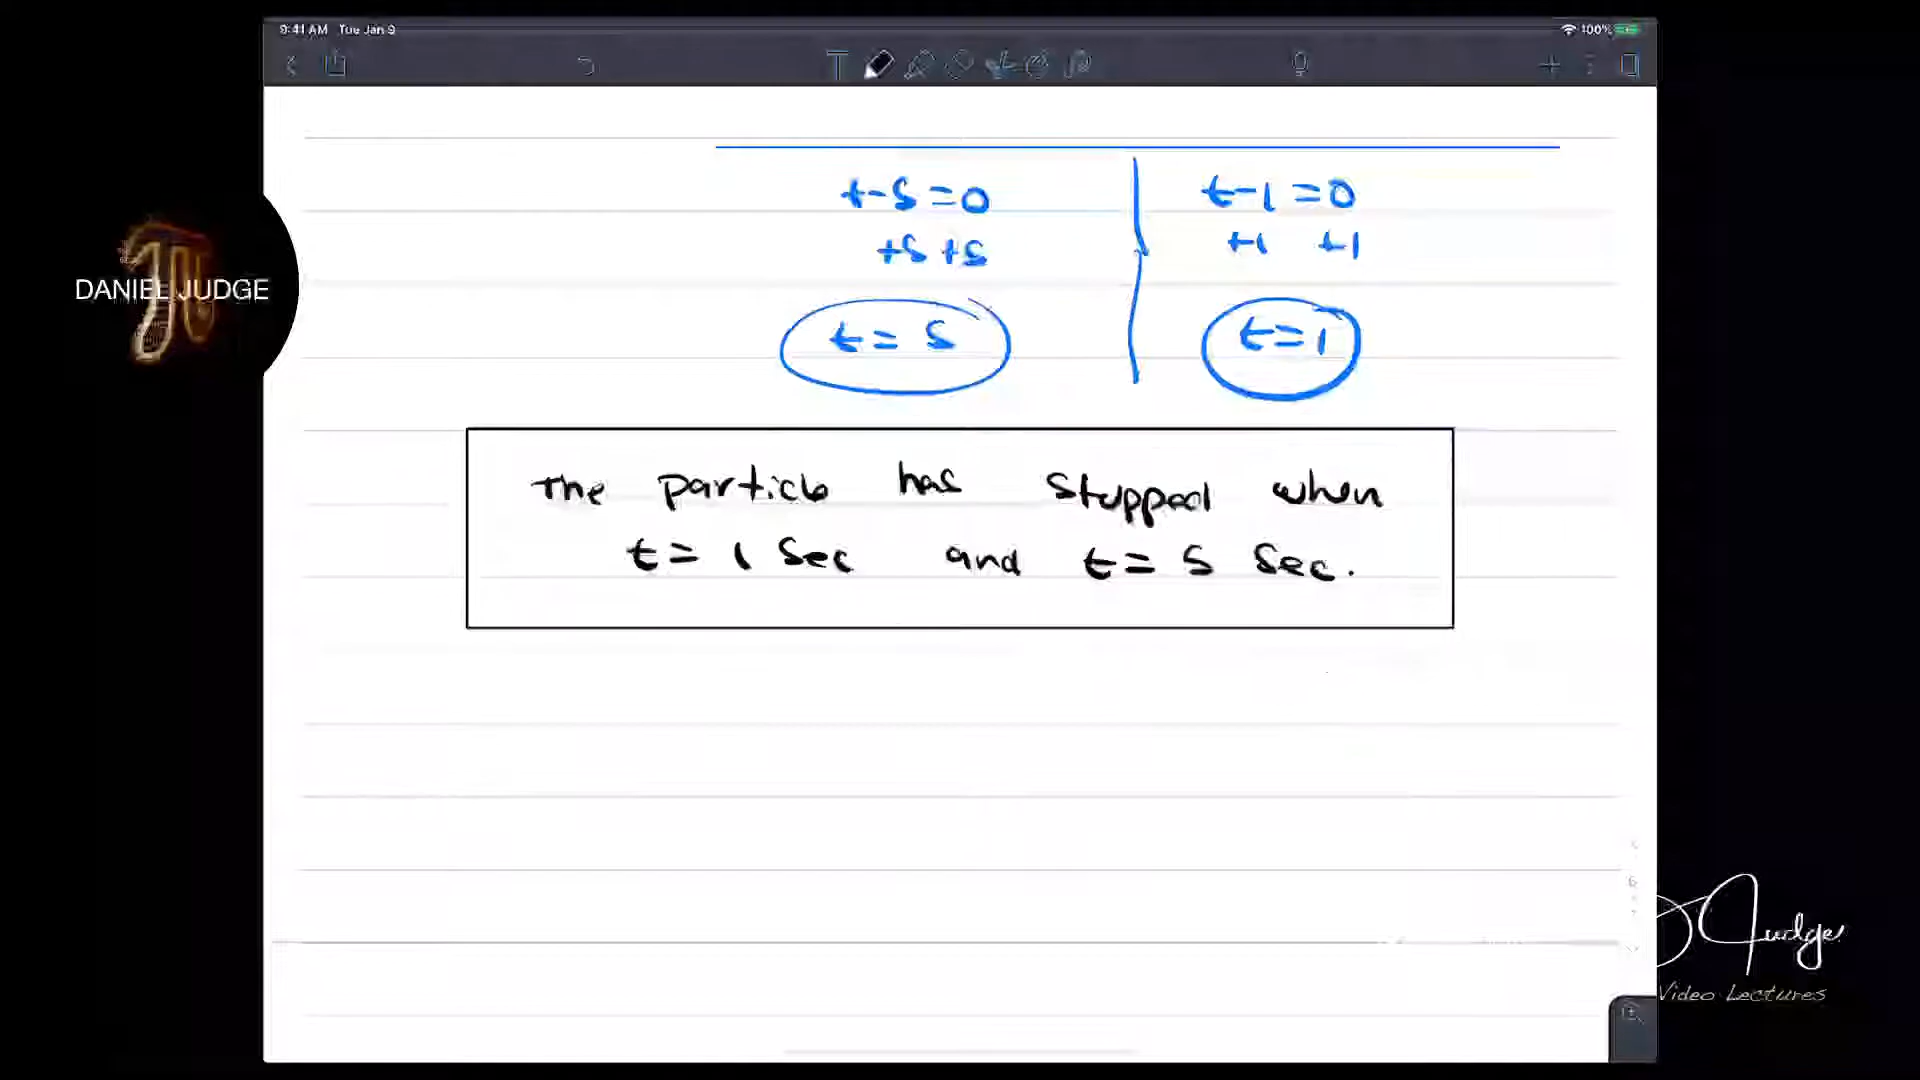 9:41 AM Tue Jan 9
100%
t-5=0
t-1=0
+5 +5
+1 +1
t=5
t=1
DANIEL JUDGE
The particle has stopped when
t= 1 sec and t= 5 sec.
Judge
Video Lectures